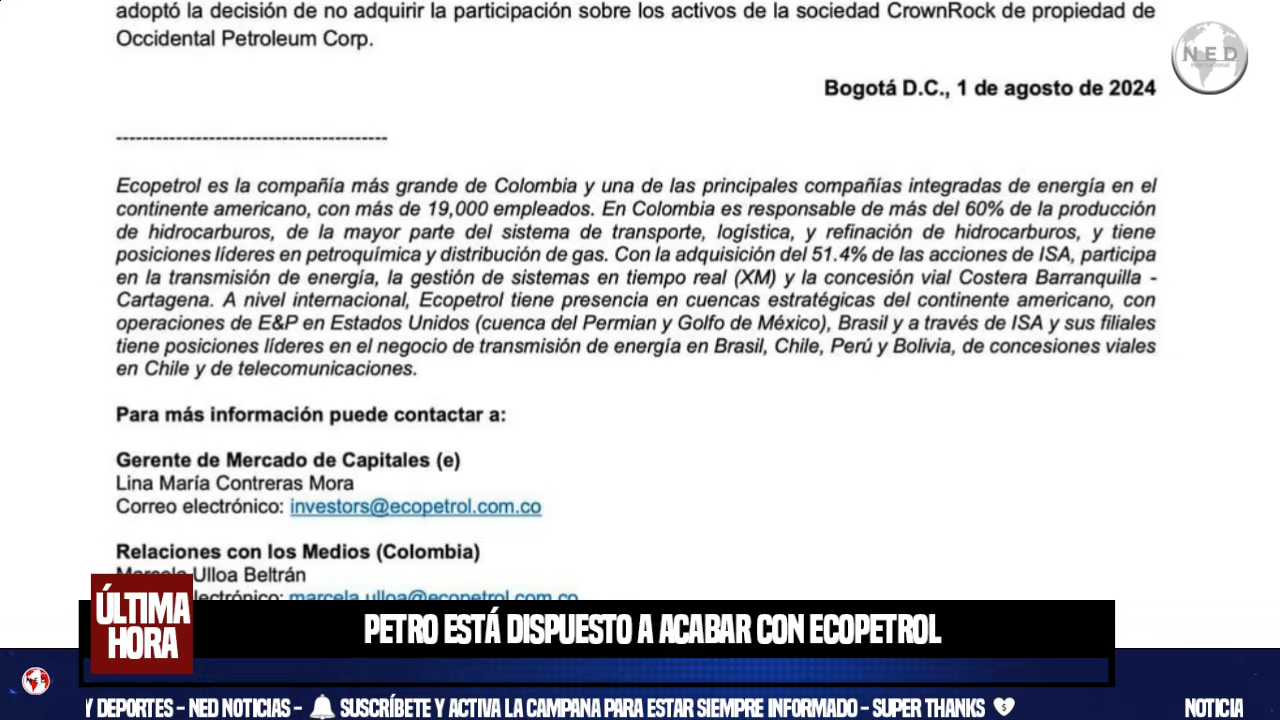 adoptó la decisión de no adquirir la participación sobre los activos de la sociedad CrownRock de propiedad de
Occidental Petroleum Corp.
NED
international
Bogotá D.C., 1 de agosto de 2024
-----------------------------------------
Ecopetrol es la compañía más grande de Colombia y una de las principales compañías integradas de energía en el
continente americano, con más de 19,000 empleados. En Colombia es responsable de más del 60% de la producción
de hidrocarburos, de la mayor parte del sistema de transporte, logística, y refinación de hidrocarburos, y tiene
posiciones líderes en petroquímica y distribución de gas. Con la adquisición del 51.4% de las acciones de ISA, participa
en la transmisión de energía, la gestión de sistemas en tiempo real (XM) y la concesión vial Costera Barranquilla -
Cartagena. A nivel internacional, Ecopetrol tiene presencia en cuencas estratégicas del continente americano, con
operaciones de E&P en Estados Unidos (cuenca del Permian y Golfo de México), Brasil y a través de ISA y sus filiales
tiene posiciones líderes en el negocio de transmisión de energía en Brasil, Chile, Perú y Bolivia, de concesiones viales
en Chile y de telecomunicaciones.
Para más información puede contactar a:
Gerente de Mercado de Capitales (e)
Lina María Contreras Mora
Correo electrónico: investors@ecopetrol.com.co
Relaciones con los Medios (Colombia)
Marcela Ulloa Beltrán
electrónico: marcela.ulloa@ecopetrol.com.co
ÚLTIMA
HORA
PETRO ESTÁ DISPUESTO A ACABAR CON ECOPETROL
Y DEPORTES - NED NOTICIAS - SUSCRÍBETE Y ACTIVA LA CAMPANA PARA ESTAR SIEMPRE INFORMADO - SUPER THANKS NOTICIA